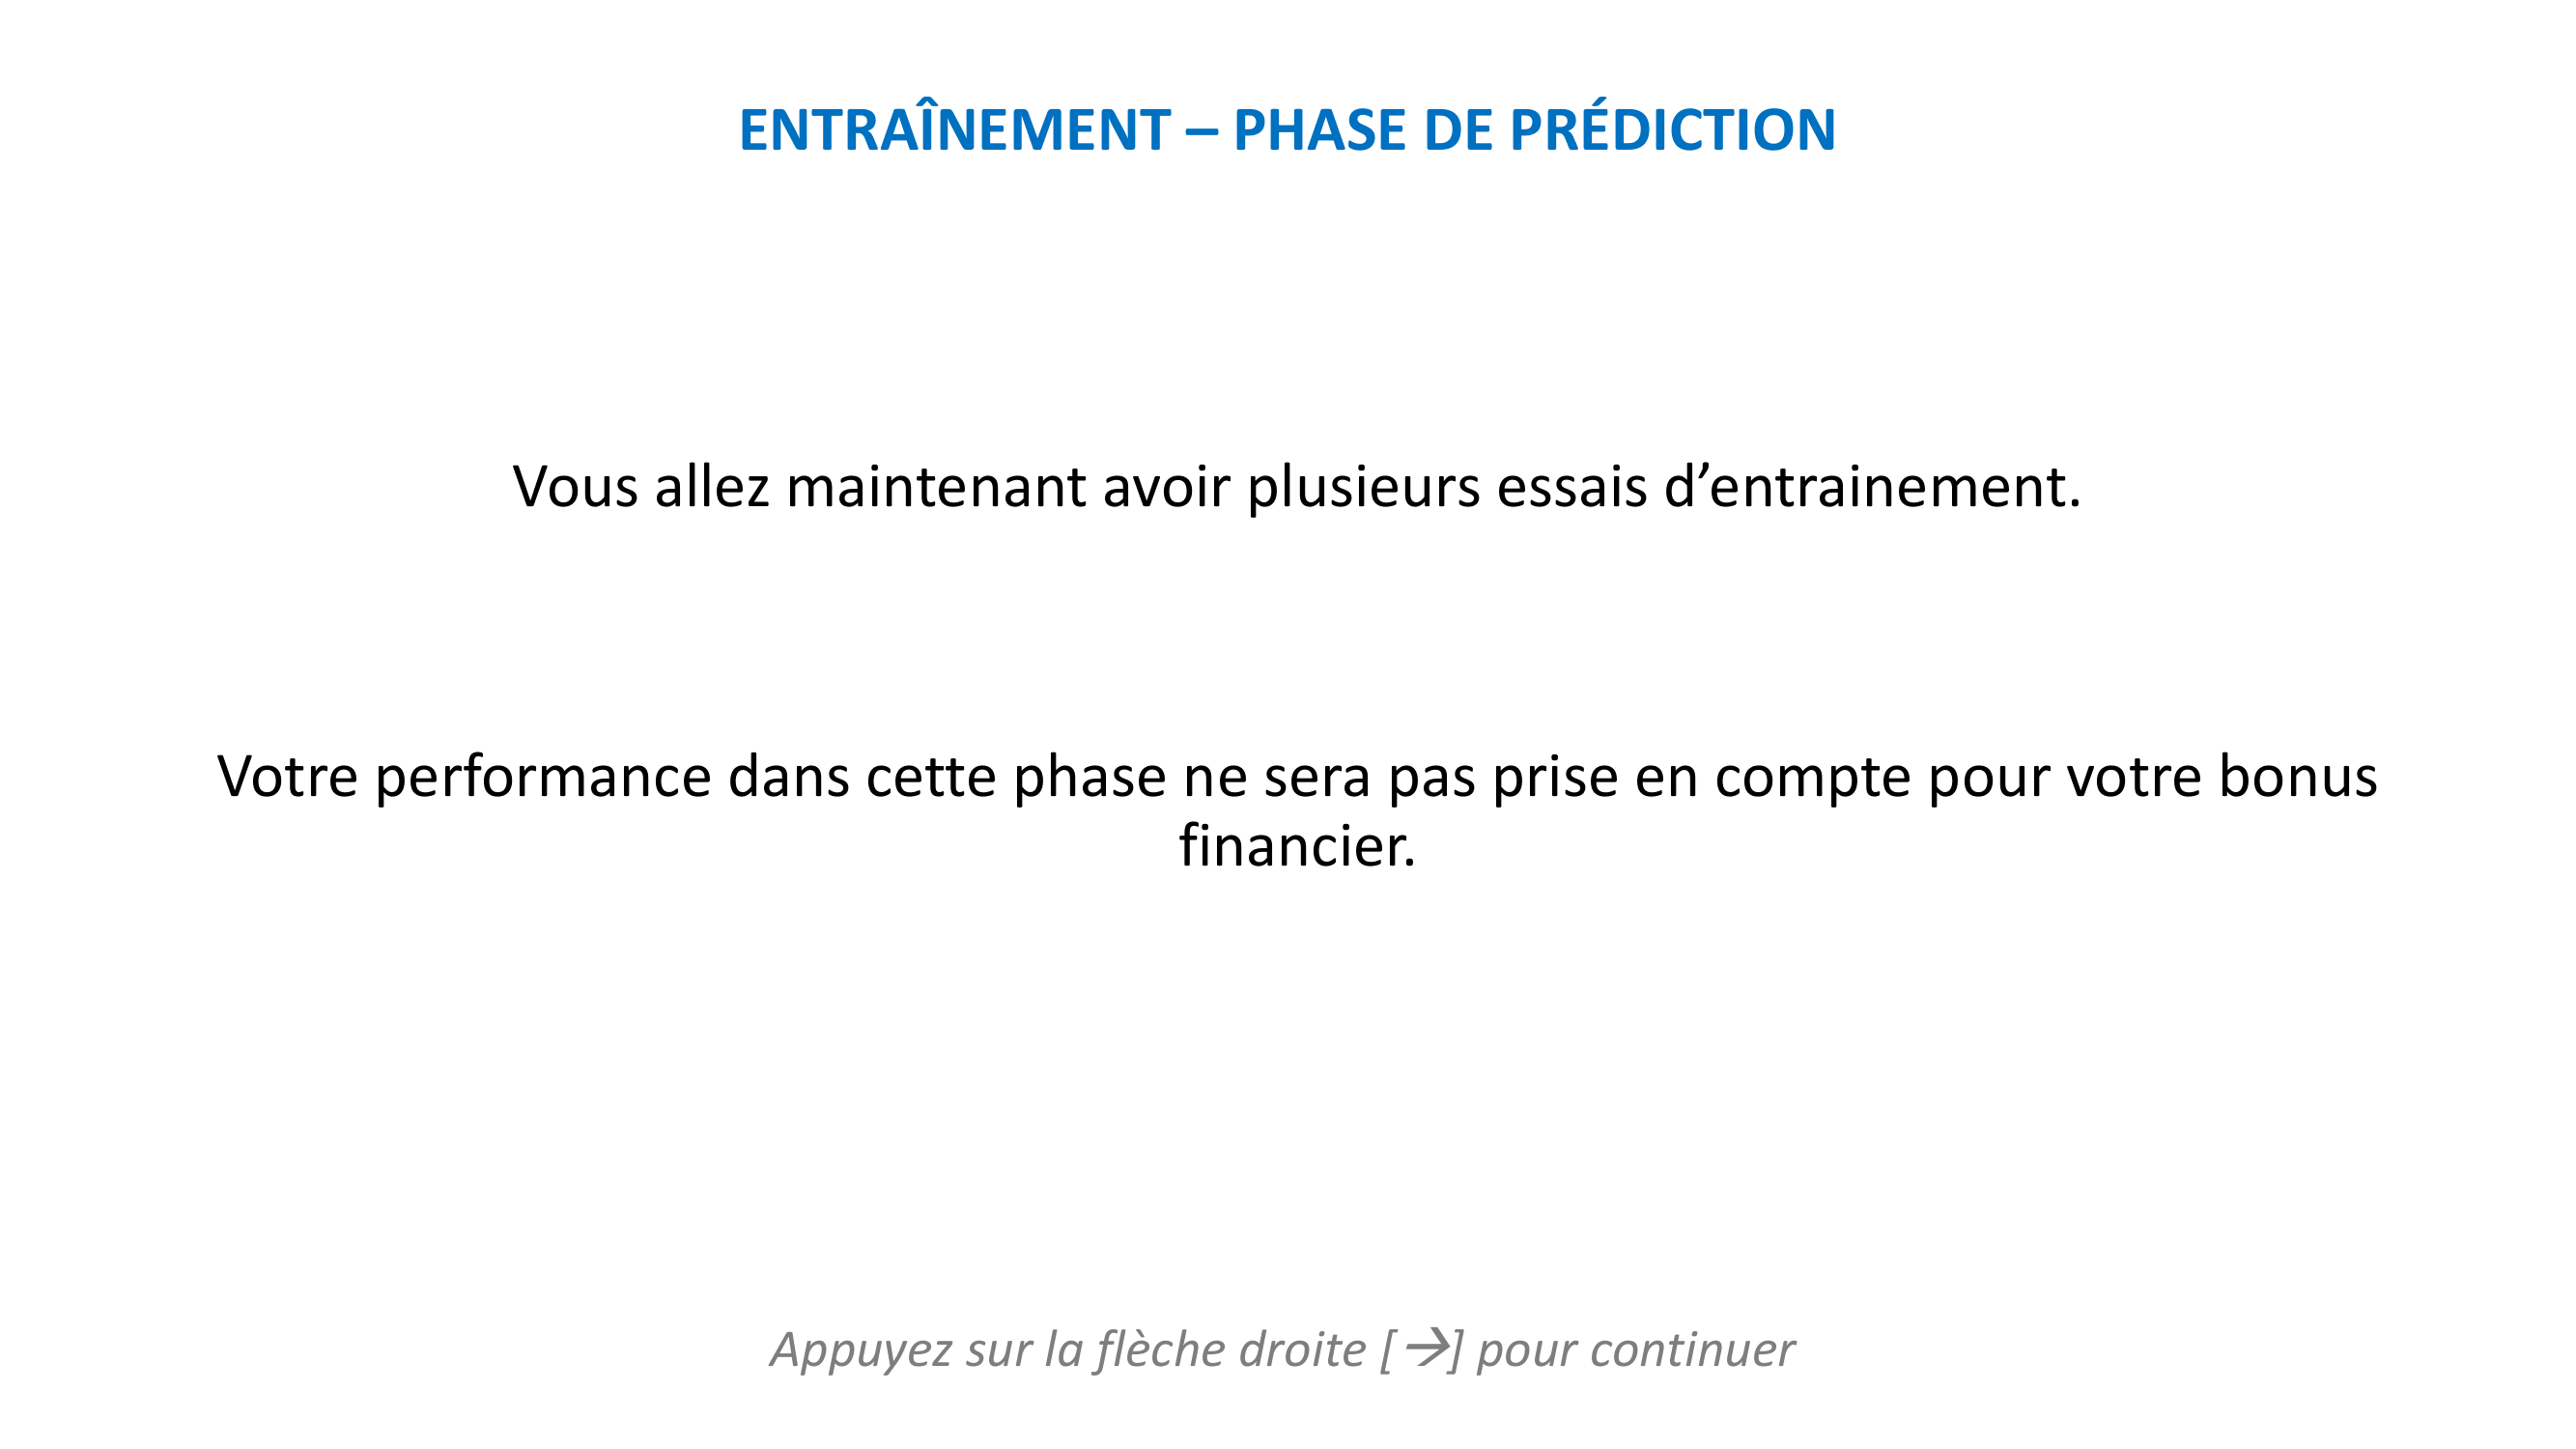 ENTRAÎNEMENT – PHASE DE PRÉDICTION
Vous allez maintenant avoir plusieurs essais d’entrainement.
Votre performance dans cette phase ne sera pas prise en compte pour votre bonus
financier.
Appuyez sur la flèche droite [→] pour continuer